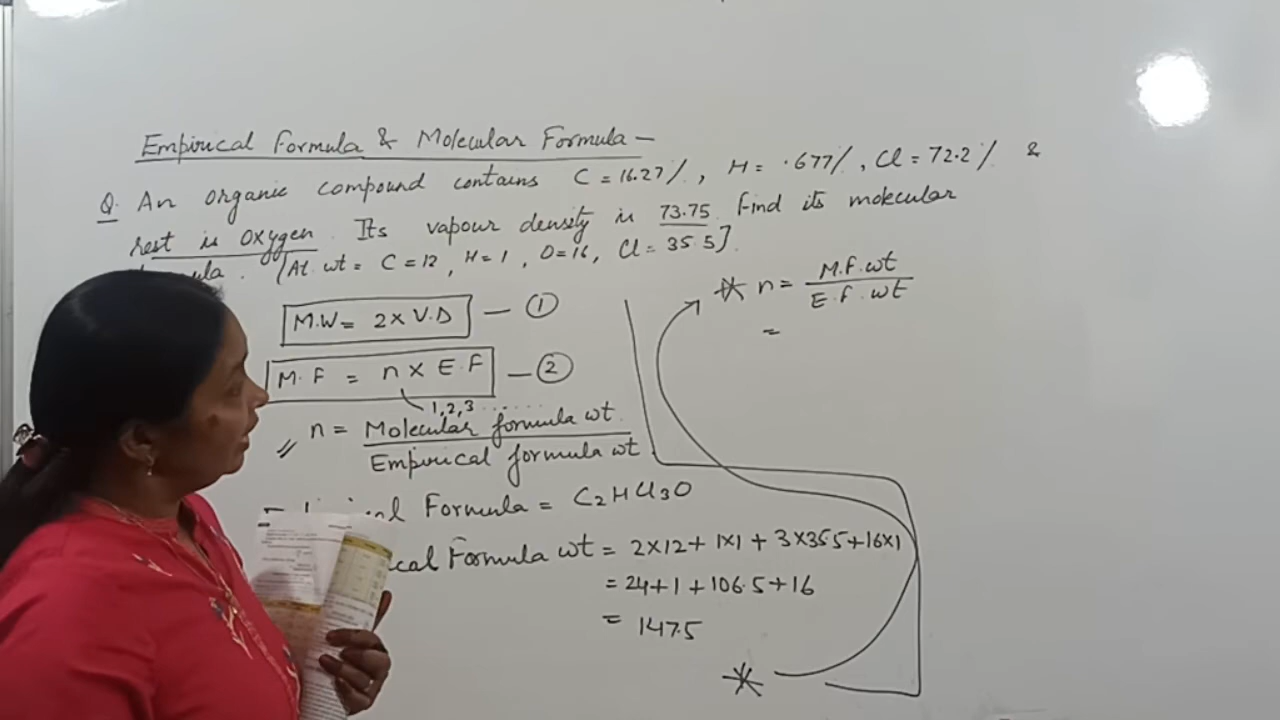 Empirical Formula & Molecular Formula —
Q. An organic compound contains C = 16.27%, H = .677%, Cl = 72.2% &
rest is oxygen. Its vapour density is 73.75. Find its molecular
[At. wt = C = 12, H = 1, O = 16, Cl = 35.5].
M.W = 2 × V.D — ①
M.F = n × E.F — ②
1, 2, 3 ......
n = Molecular formula wt.
Empirical formula wt
Formula = C2HCl3O
Formula wt = 2×12 + 1×1 + 3×35.5 + 16×1
= 24 + 1 + 106.5 + 16
= 147.5
* n = M.F. wt
E.F. wt
=
*